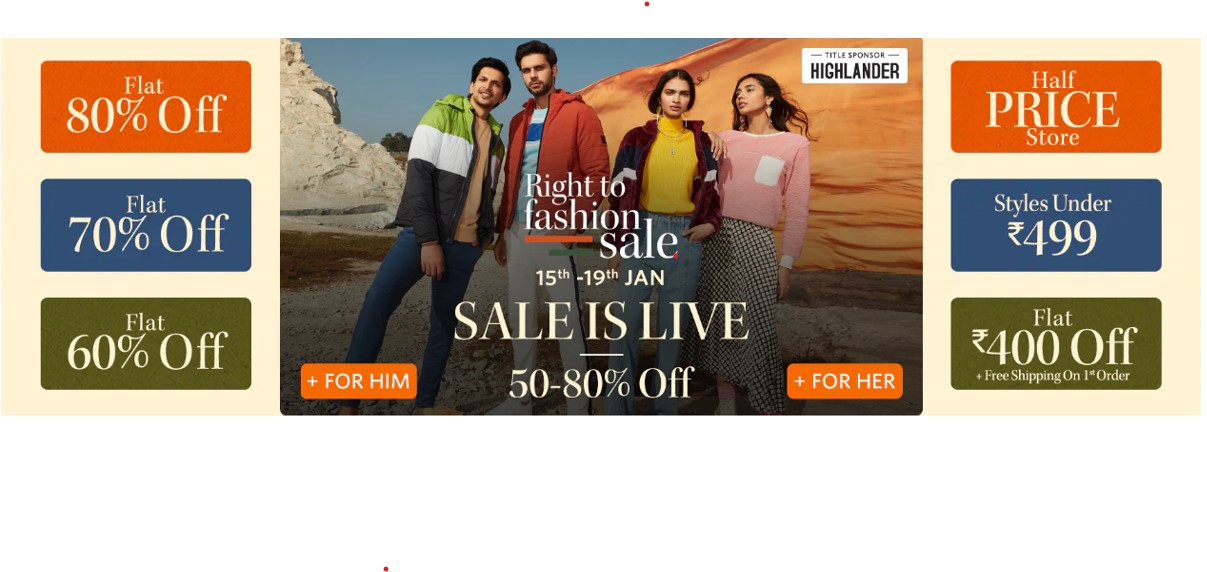 Flat
80% Off
Flat
70% Off
Flat
60% Off
TITLE SPONSOR
HIGHLANDER
Right to
fashion
sale
15th -19th JAN
SALE IS LIVE
50-80% Off
+ FOR HIM
+ FOR HER
Half
PRICE
Store
Styles Under
₹499
Flat
₹400 Off
+ Free Shipping On 1st Order